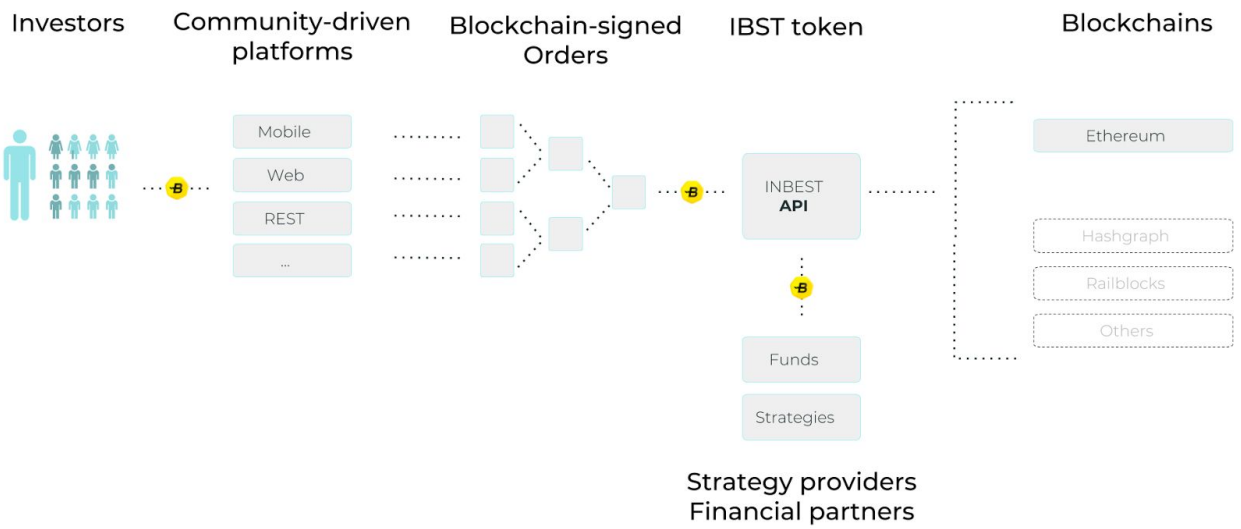 Investors
Community-driven
platforms
Blockchain-signed
Orders
IBST token
Blockchains
Mobile
Web
REST
...
INBEST
API
Funds
Strategies
Strategy providers
Financial partners
Ethereum
Hashgraph
Railblocks
Others